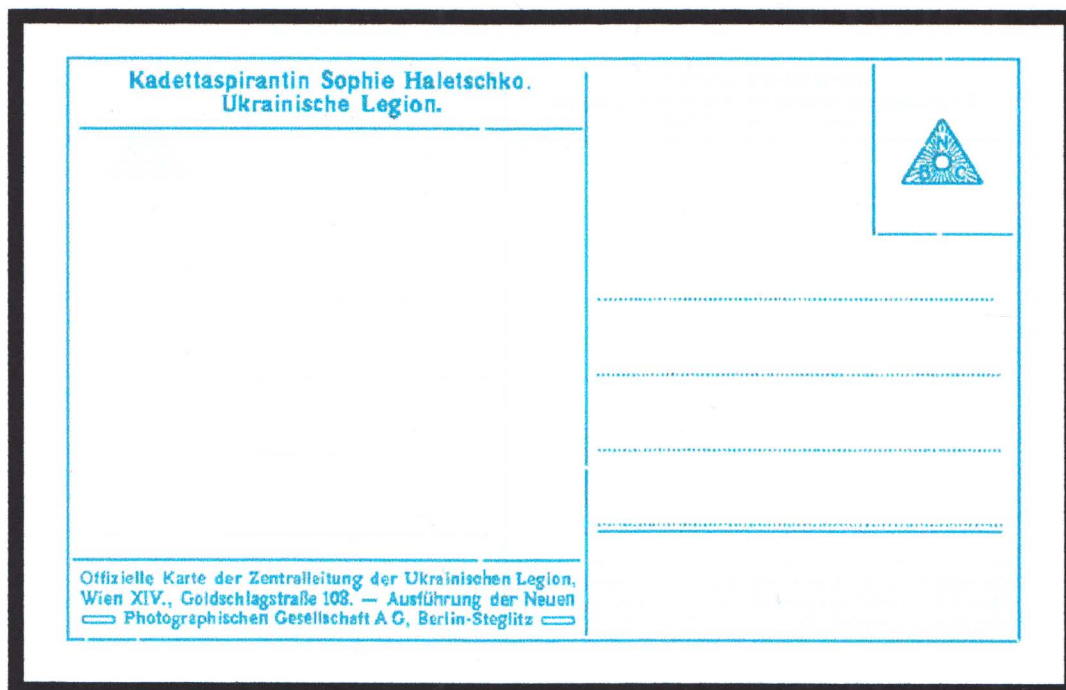 Kadettaspirantin Sophie Haletschko.
Ukrainische Legion.
N
B C
Offizielle Karte der Zentralleitung der Ukrainischen Legion,
Wien XIV., Goldschlagstraße 108. — Ausführung der Neuen
Photographischen Gesellschaft A G, Berlin-Steglitz